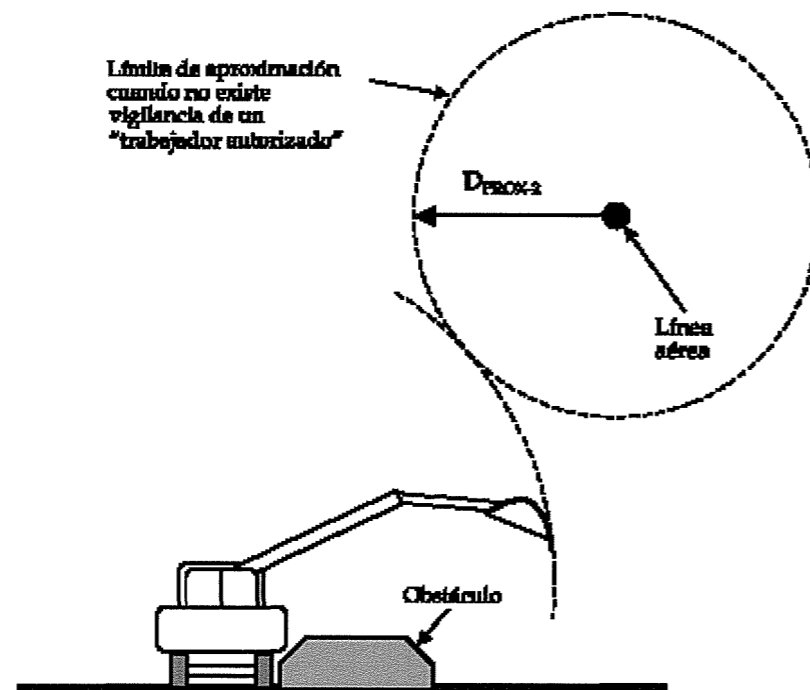 Límite de aproximación
cuando no existe
vigilancia de un
"trabajador autorizado"
DPROX-2
Línea
aérea
Obstáculo